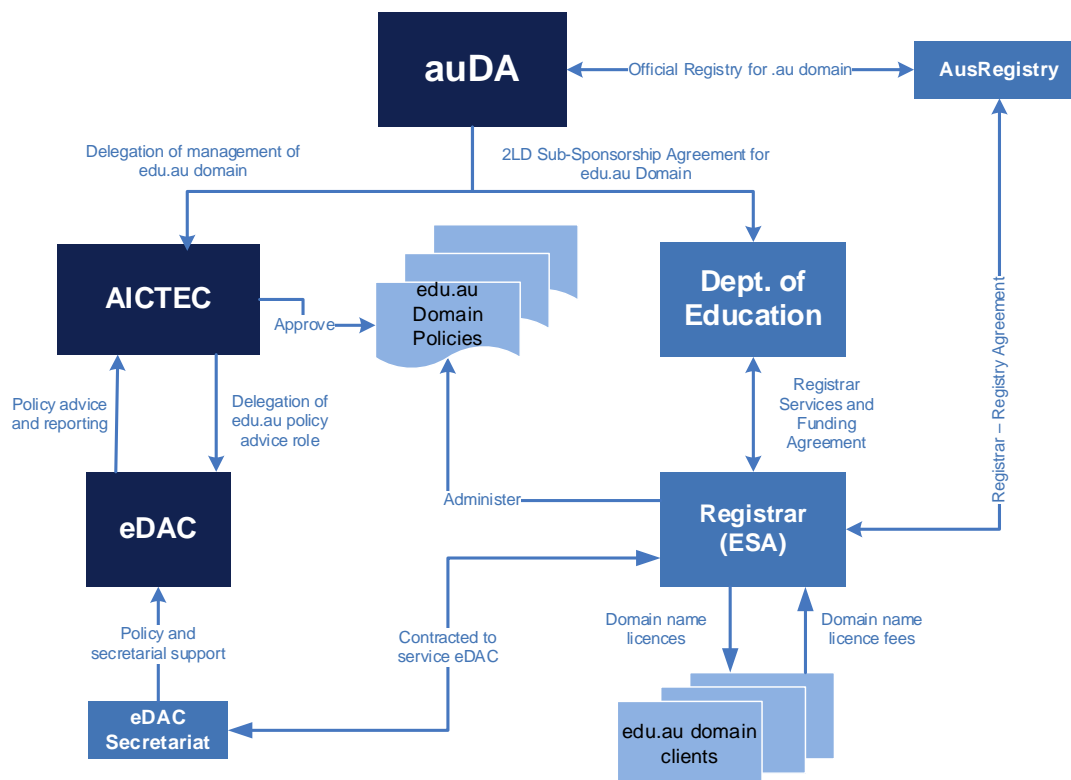 auDA
Official Registry for .au domain
AusRegistry
Delegation of management of
edu.au domain
2LD Sub-Sponsorship Agreement for
edu.au Domain
AICTEC
Approve
edu.au
Domain
Policies
Dept. of
Education
Registrar – Registry Agreement
Policy advice
and reporting
Delegation of
edu.au policy
advice role
Registrar
Services and
Funding
Agreement
eDAC
Administer
Registrar
(ESA)
Policy and
secretarial support
Contracted to
service eDAC
Domain name
licences
Domain name
licence fees
eDAC
Secretariat
edu.au domain
clients